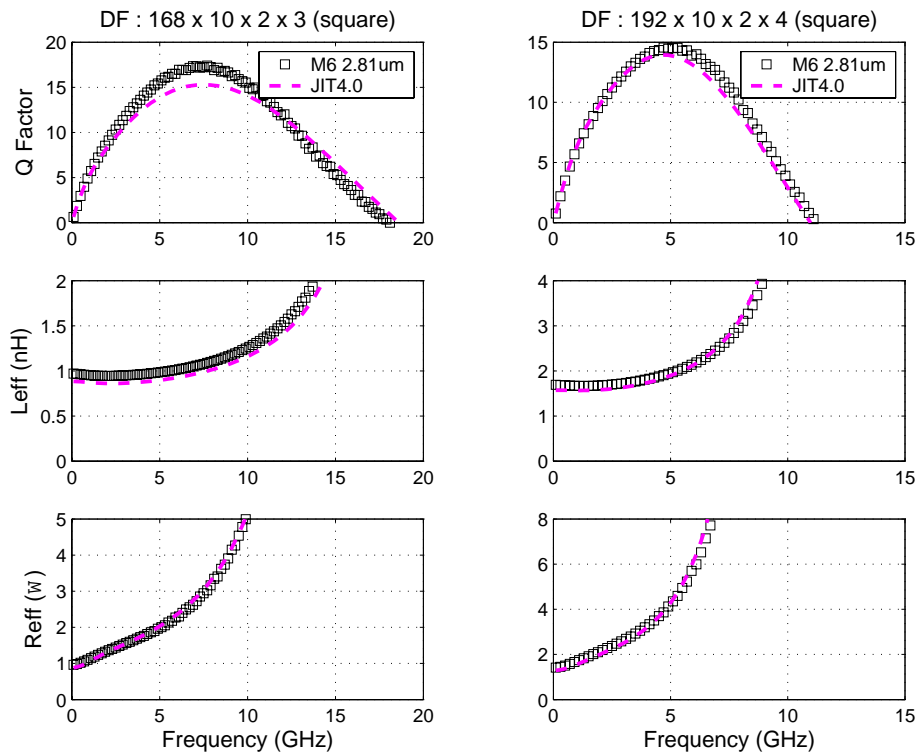 DF : 168 x 10 x 2 x 3 (square)
Q Factor
20
15
10
5
0
0 5 10 15 20
M6 2.81um
JIT4.0
DF : 192 x 10 x 2 x 4 (square)
15
10
5
0
0 5 10 15
M6 2.81um
JIT4.0
Leff (nH)
2
1.5
1
0.5
0
0 5 10 15 20
4
3
2
1
0
0 5 10 15
Reff (W)
5
4
3
2
1
0
0 5 10 15 20
Frequency (GHz)
8
6
4
2
0
0 5 10 15
Frequency (GHz)